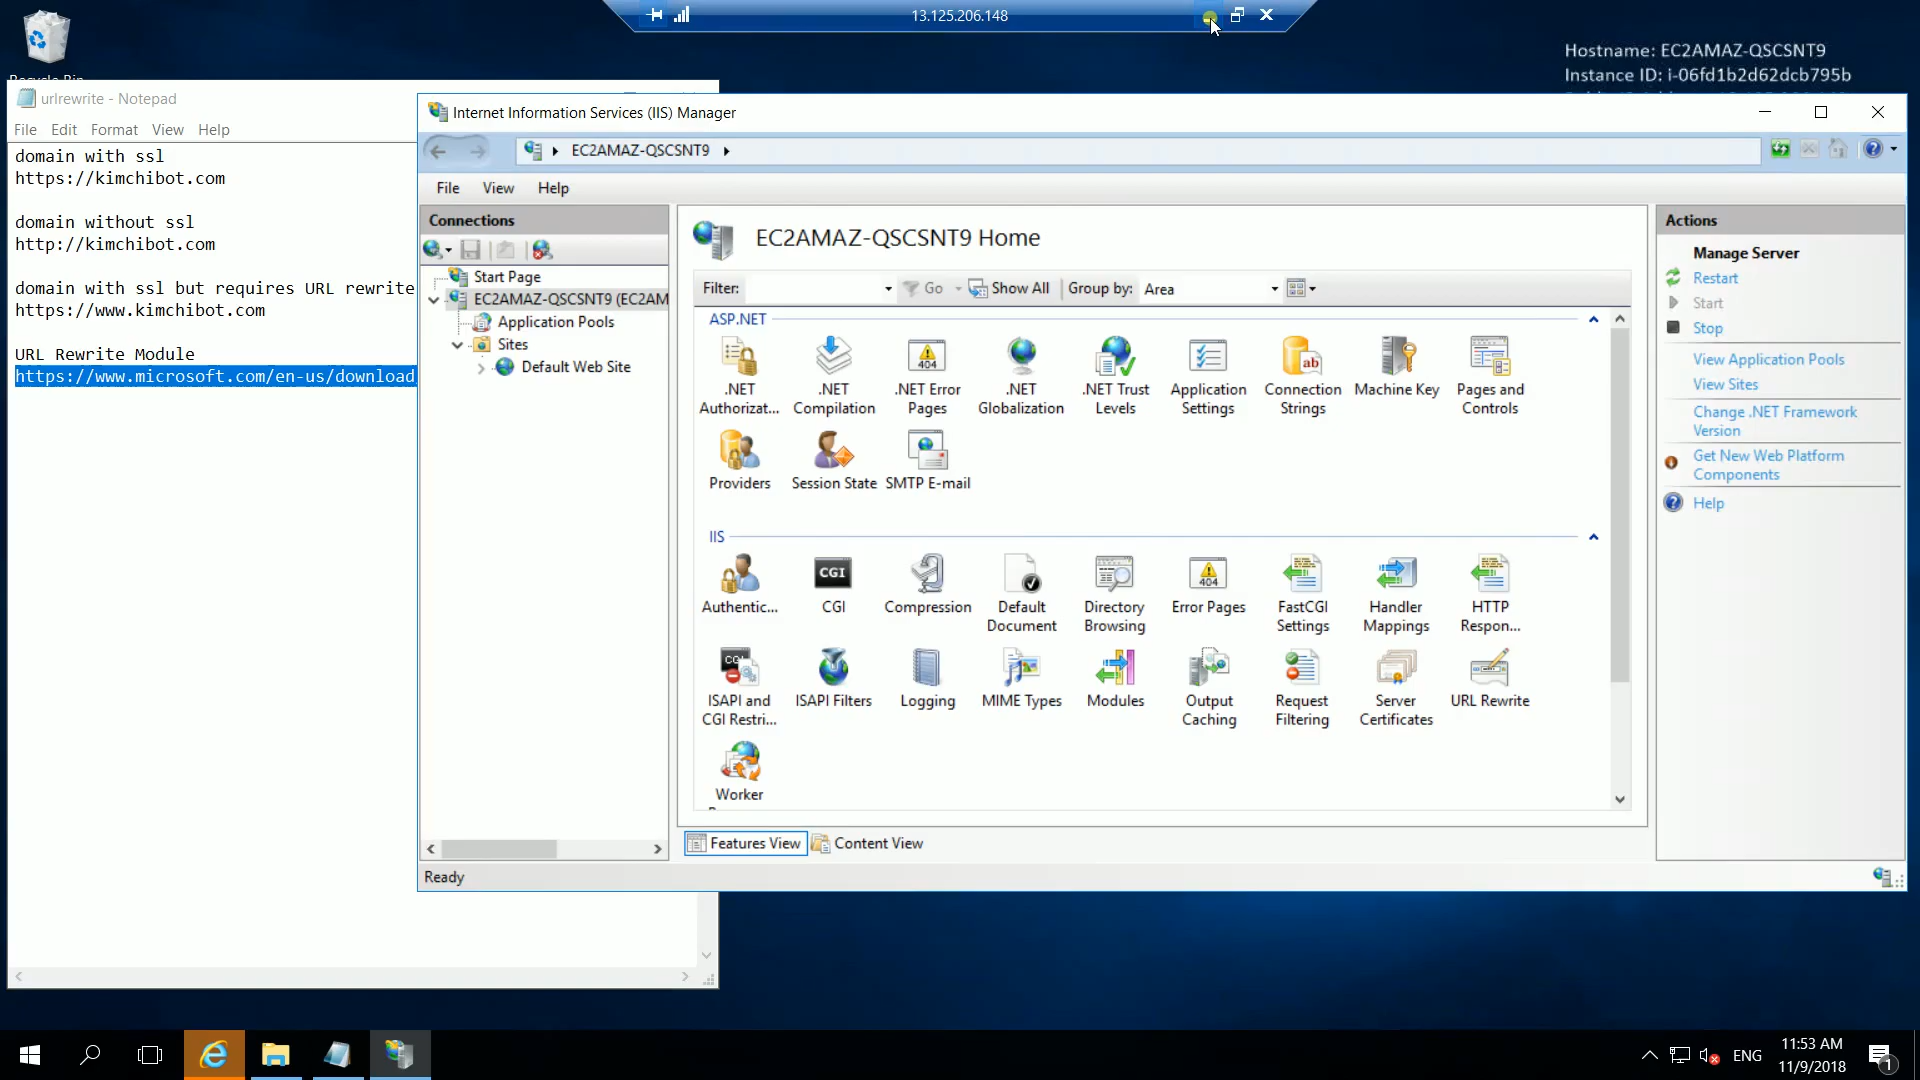 13.125.206.148
Hostname: EC2AMAZ-QSCSNT9
Instance ID: i-06fd1b2d62dcb795b
urlrewrite - Notepad
File Edit Format View Help
domain with ssl
https://kimchibot.com
domain without ssl
http://kimchibot.com
domain with ssl but requires URL rewrite
https://www.kimchibot.com
URL Rewrite Module
https://www.microsoft.com/en-us/download
Internet Information Services (IIS) Manager
EC2AMAZ-QSCSNT9
File View Help
Connections
Start Page
EC2AMAZ-QSCSNT9 (EC2AM
Application Pools
Sites
Default Web Site
EC2AMAZ-QSCSNT9 Home
Filter: Go Show All Group by: Area
ASP.NET
.NET Authorizat...
.NET Compilation
.NET Error Pages
.NET Globalization
.NET Trust Levels
Application Settings
Connection Strings
Machine Key
Pages and Controls
Providers
Session State
SMTP E-mail
IIS
Authentic...
CGI
Compression
Default Document
Directory Browsing
Error Pages
FastCGI Settings
Handler Mappings
HTTP Respon...
ISAPI and CGI Restri...
ISAPI Filters
Logging
MIME Types
Modules
Output Caching
Request Filtering
Server Certificates
URL Rewrite
Worker
Features View Content View
Ready
Actions
Manage Server
Restart
Start
Stop
View Application Pools
View Sites
Change .NET Framework
Version
Get New Web Platform
Components
Help
ENG
11:53 AM
11/9/2018
1